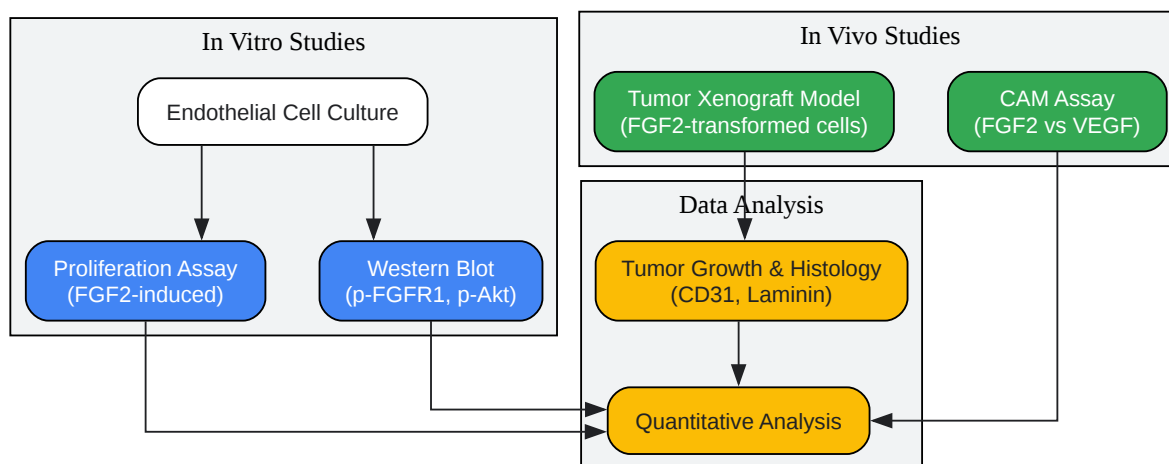 In Vitro Studies
Endothelial Cell Culture
Proliferation Assay
(FGF2-induced)
Western Blot
(p-FGFR1, p-Akt)
In Vivo Studies
Tumor Xenograft Model
(FGF2-transformed cells)
CAM Assay
(FGF2 vs VEGF)
Data Analysis
Tumor Growth & Histology
(CD31, Laminin)
Quantitative Analysis